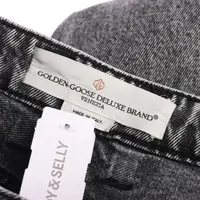 GOLDEN GOOSE DELUXE BRAND
VENEZIA
MADE IN ITALY
Y&SELLY